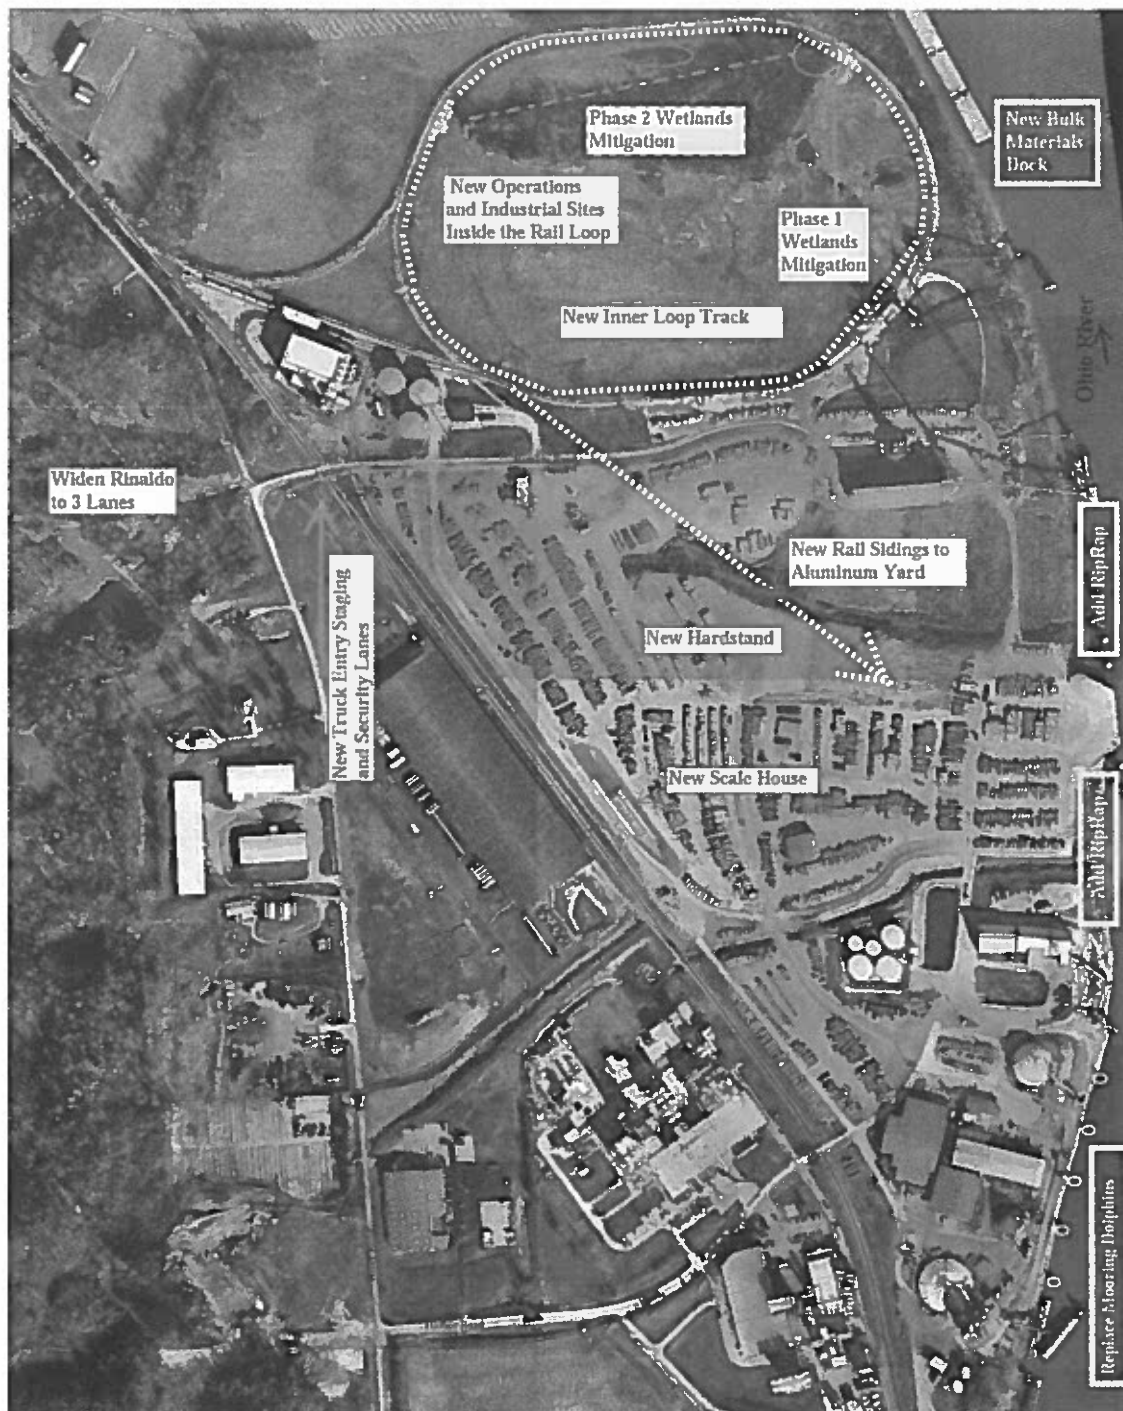 New Bulk
Materials
Dock
Phase 2 Wetlands
Mitigation
New Operations
and Industrial Sites
Inside the Rail Loop
Phase 1
Wetlands
Mitigation
New Inner Loop Track
Ohio River
Widen Rinaldo
to 3 Lanes
New Truck Entry Staging
and Security Lanes
New Rail Sidings to
Aluminum Yard
Add RipRap
New Hardstand
New Scale House
Add RipRap
Replace Mooring Dolphins